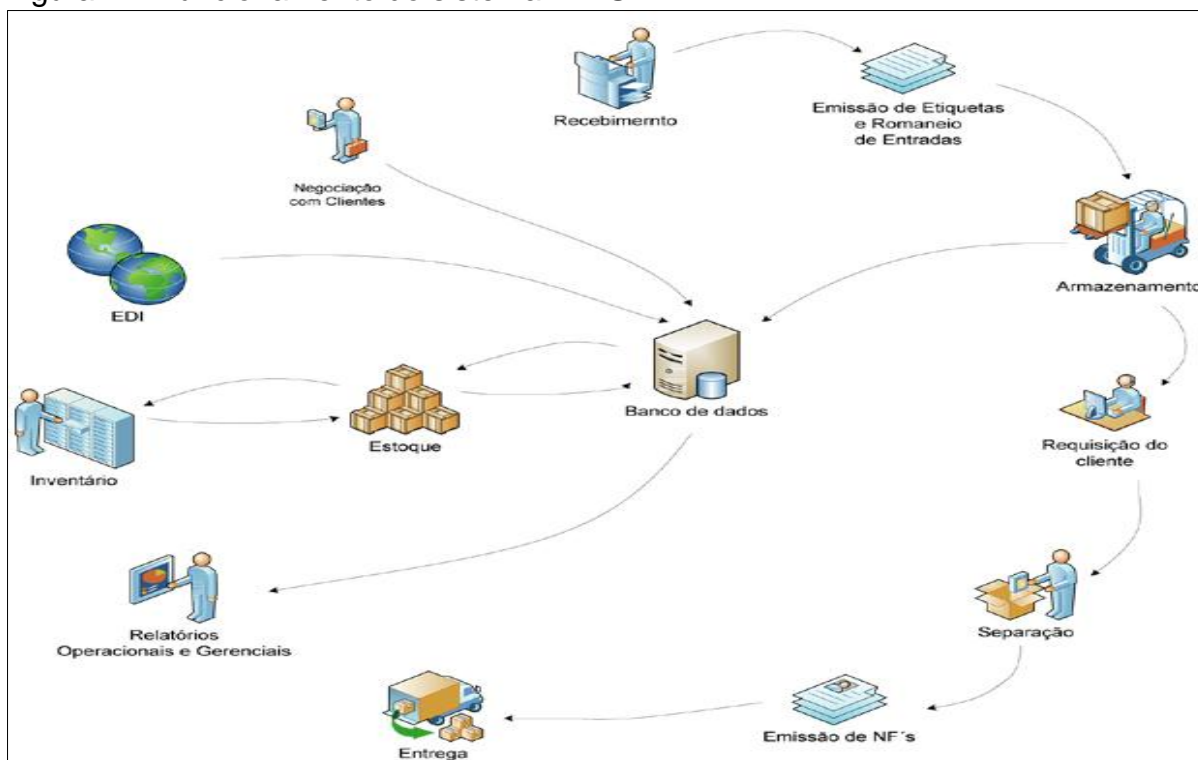 Recebimernto
Emissão de Etiquetas
e Romaneio
de Entradas
Negociação
com Clientes
EDI
Armazenamento
Banco de dados
Estoque
Requisição do
cliente
Inventário
Relatórios
Operacionais e Gerenciais
Separação
Emissão de NF´s
Entrega